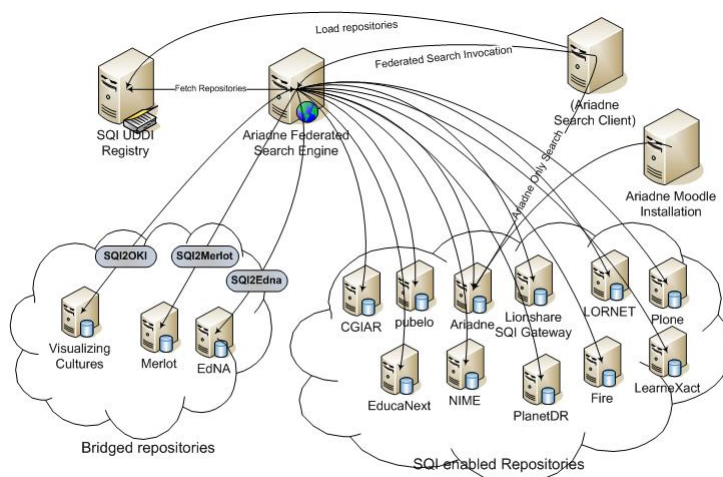 Load repositories
Federated Search Invocation
Fetch Repositories
SQI UDDI
Registry
Ariadne Federated
Search Engine
(Ariadne
Search Client)
Ariadne Only Search
Ariadne Moodle
Installation
SQI2OKI
SQI2Merlot
SQI2Edna
Visualizing
Cultures
Merlot
EdNA
CGIAR
pubelo
Ariadne
Lionshare
SQI Gateway
LORNET
Plone
EducaNext
NIME
PlanetDR
Fire
LearneXact
Bridged repositories
SQI enabled Repositories